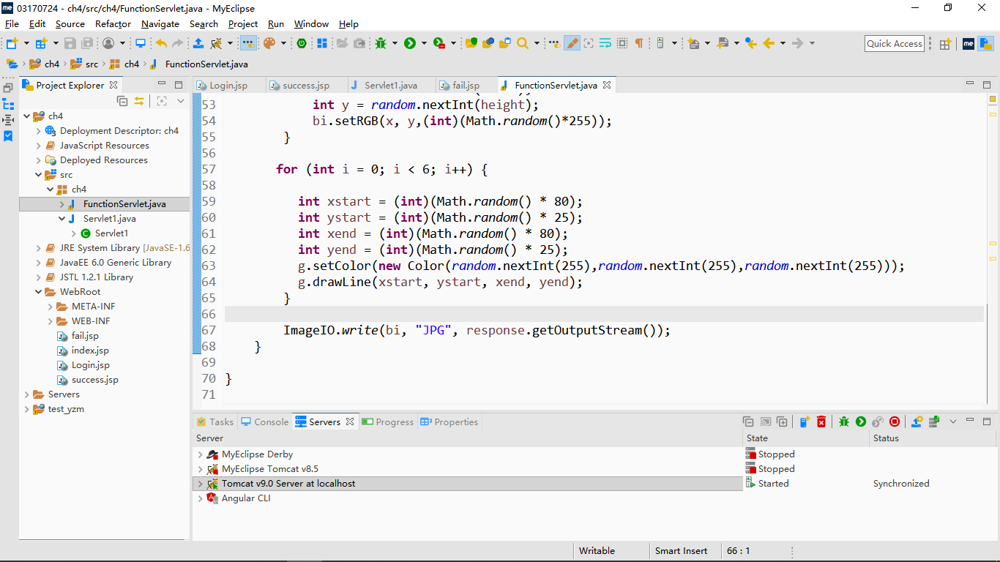 me 03170724 - ch4/src/ch4/FunctionServlet.java - MyEclipse
File Edit Source Refactor Navigate Search Project Run Window Help
Quick Access me
ch4 src ch4 FunctionServlet.java
Project Explorer
ch4
Deployment Descriptor: ch4
JavaScript Resources
Deployed Resources
src
ch4
FunctionServlet.java
Servlet1.java
Servlet1
JRE System Library [JavaSE-1.6
JavaEE 6.0 Generic Library
JSTL 1.2.1 Library
WebRoot
META-INF
WEB-INF
fail.jsp
index.jsp
Login.jsp
success.jsp
Servers
test_yzm
Login.jsp success.jsp Servlet1.java fail.jsp FunctionServlet.java
53 int y = random.nextInt(height);
54 bi.setRGB(x, y,(int)(Math.random()*255));
55 }
56
57 for (int i = 0; i < 6; i++) {
58
59 int xstart = (int)(Math.random() * 80);
60 int ystart = (int)(Math.random() * 25);
61 int xend = (int)(Math.random() * 80);
62 int yend = (int)(Math.random() * 25);
63 g.setColor(new Color(random.nextInt(255),random.nextInt(255),random.nextInt(255)));
64 g.drawLine(xstart, ystart, xend, yend);
65 }
66
67 ImageIO.write(bi, "JPG", response.getOutputStream());
68 }
69
70 }
71
Tasks Console Servers Progress Properties
Server State Status
MyEclipse Derby Stopped
MyEclipse Tomcat v8.5 Stopped
Tomcat v9.0 Server at localhost Started Synchronized
Angular CLI
Writable Smart Insert 66 : 1